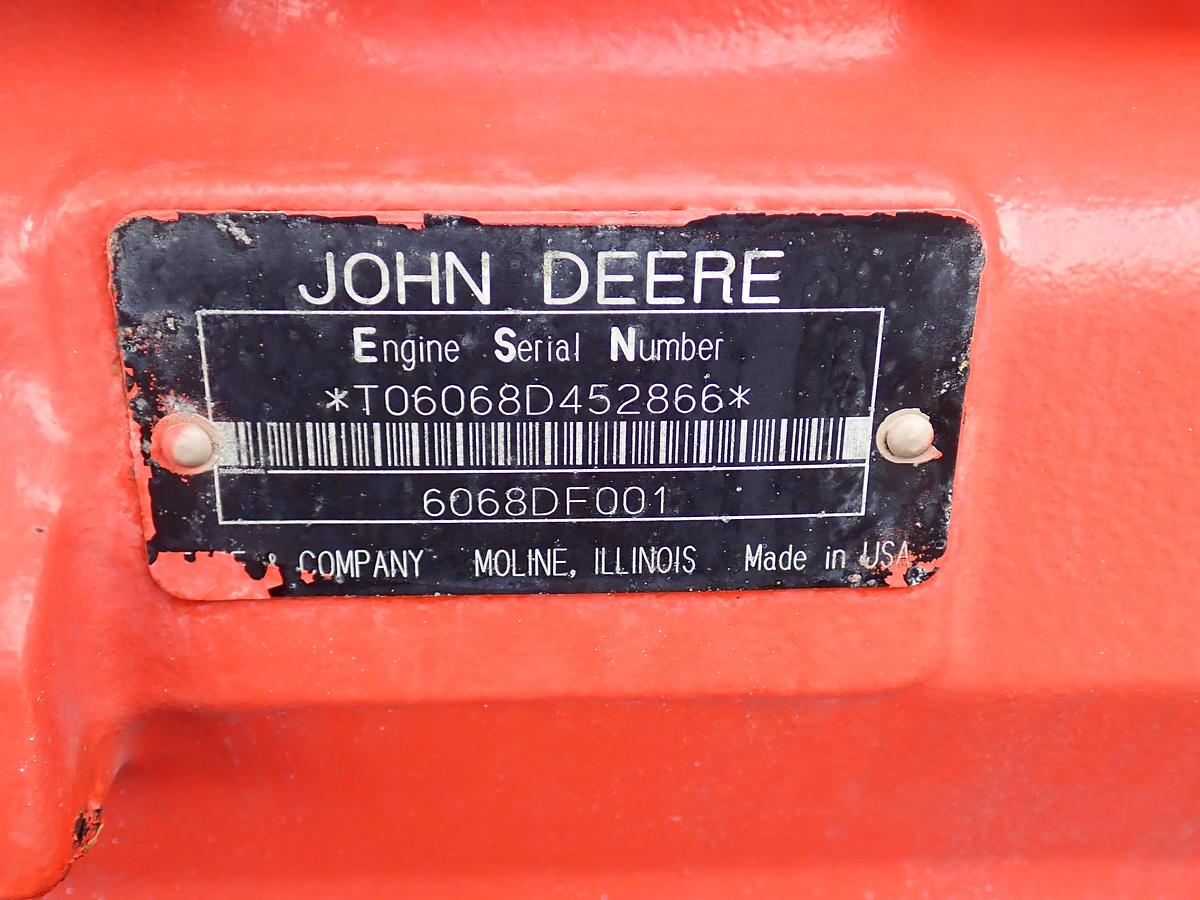 JOHN DEERE
Engine Serial Number
*T06068D452866*
6068DF001
& COMPANY MOLINE, ILLINOIS Made in USA